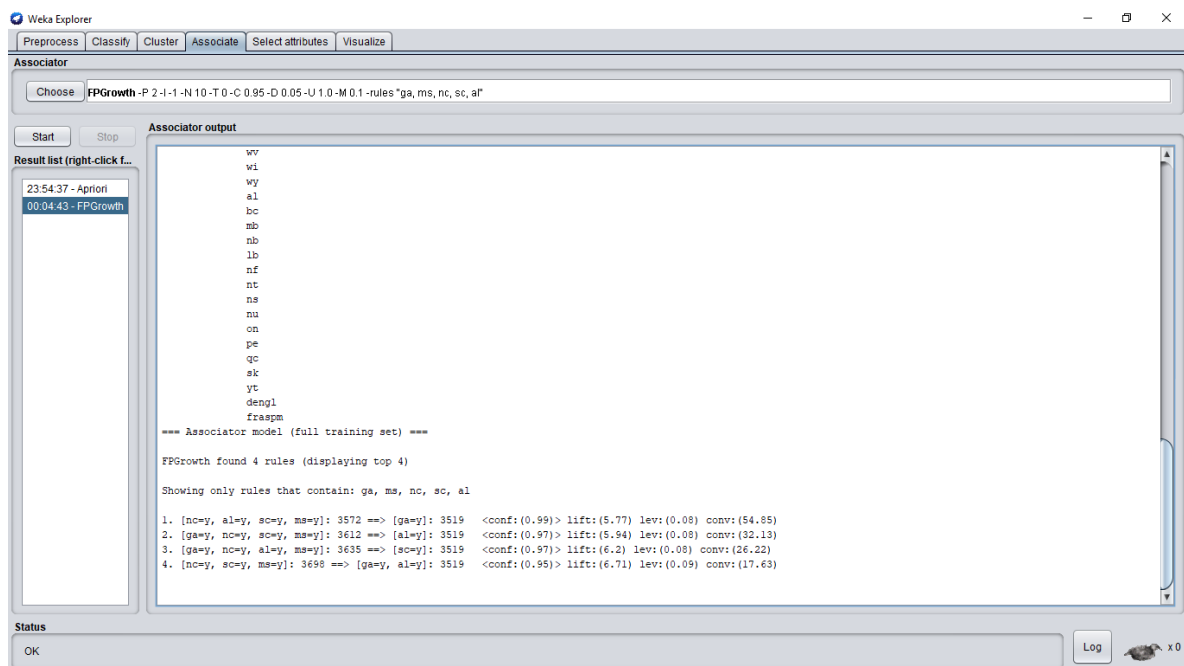 Weka Explorer
Preprocess Classify Cluster Associate Select attributes Visualize
Associator
Choose FPGrowth -P 2 -I -1 -N 10 -T 0 -C 0.95 -D 0.05 -U 1.0 -M 0.1 -rules "ga, ms, nc, sc, al"
Start Stop
Result list (right-click f...
23:54:37 - Apriori
00:04:43 - FPGrowth
Associator output
wv
wi
wy
al
bc
mb
nb
lb
nf
nt
ns
nu
on
pe
qc
sk
yt
dengl
fraspm
=== Associator model (full training set) ===
FPGrowth found 4 rules (displaying top 4)
Showing only rules that contain: ga, ms, nc, sc, al
1. [nc=y, al=y, sc=y, ms=y]: 3572 ==> [ga=y]: 3519 <conf:(0.99)> lift:(5.77) lev:(0.08) conv:(54.85)
2. [ga=y, nc=y, sc=y, ms=y]: 3612 ==> [al=y]: 3519 <conf:(0.97)> lift:(5.94) lev:(0.08) conv:(32.13)
3. [ga=y, nc=y, al=y, ms=y]: 3635 ==> [sc=y]: 3519 <conf:(0.97)> lift:(6.2) lev:(0.08) conv:(26.22)
4. [nc=y, sc=y, ms=y]: 3698 ==> [ga=y, al=y]: 3519 <conf:(0.95)> lift:(6.71) lev:(0.09) conv:(17.63)
Status
OK
Log x 0